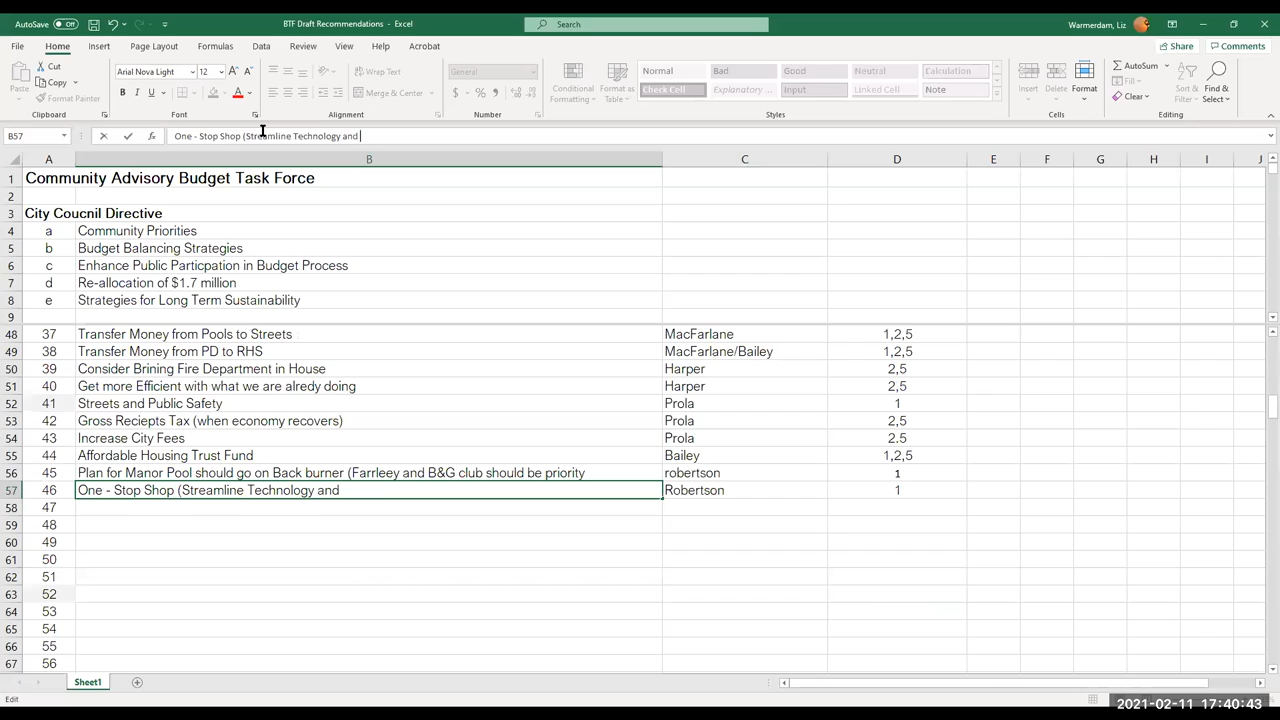 AutoSave Off BTF Draft Recommendations - Excel Search Warmerdam, Liz
File Home Insert Page Layout Formulas Data Review View Help Acrobat Share Comments
Cut Arial Nova Light 12 Wrap Text General Normal Bad Good Neutral Calculation AutoSum
Copy Fill
Paste Format Painter B I U Merge & Center Conditional Formatting Format as Table Check Cell Explanatory ... Input Linked Cell Note Insert Delete Format Clear Sort & Filter Find & Select
Clipboard Font Alignment Number Styles Cells Editing
B57 fx One - Stop Shop (Streamline Technology and
A B C D E F G H I J
1 Community Advisory Budget Task Force
2
3 City Coucnil Directive
4 a Community Priorities
5 b Budget Balancing Strategies
6 c Enhance Public Particpation in Budget Process
7 d Re-allocation of $1.7 million
8 e Strategies for Long Term Sustainability
9
48 37 Transfer Money from Pools to Streets MacFarlane 1,2,5
49 38 Transfer Money from PD to RHS MacFarlane/Bailey 1,2,5
50 39 Consider Brining Fire Department in House Harper 2,5
51 40 Get more Efficient with what we are alredy doing Harper 2,5
52 41 Streets and Public Safety Prola 1
53 42 Gross Reciepts Tax (when economy recovers) Prola 2,5
54 43 Increase City Fees Prola 2.5
55 44 Affordable Housing Trust Fund Bailey 1,2,5
56 45 Plan for Manor Pool should go on Back burner (Farrleey and B&G club should be priority robertson 1
57 46 One - Stop Shop (Streamline Technology and Robertson 1
58 47
59 48
60 49
61 50
62 51
63 52
64 53
65 54
66 55
67 56
Sheet1
Edit
2021-02-11 17:40:43